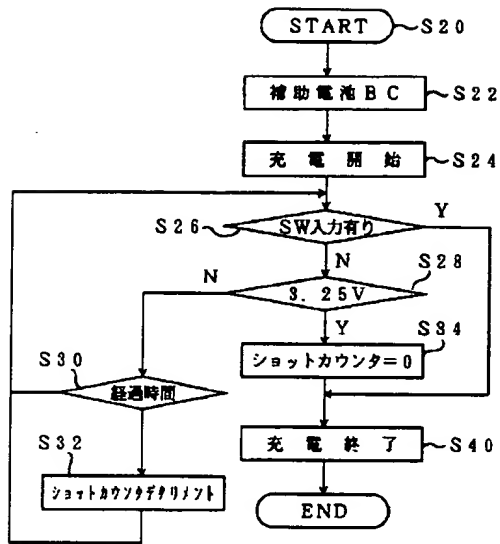 START
S20
補助電池BC
S22
充電開始
S24
SW入力有り
S26
Y
N
3.25V
S28
N
Y
ショットカウンタ=0
S34
経過時間
S30
ショットカウンタデクリメント
S32
充電終了
S40
END